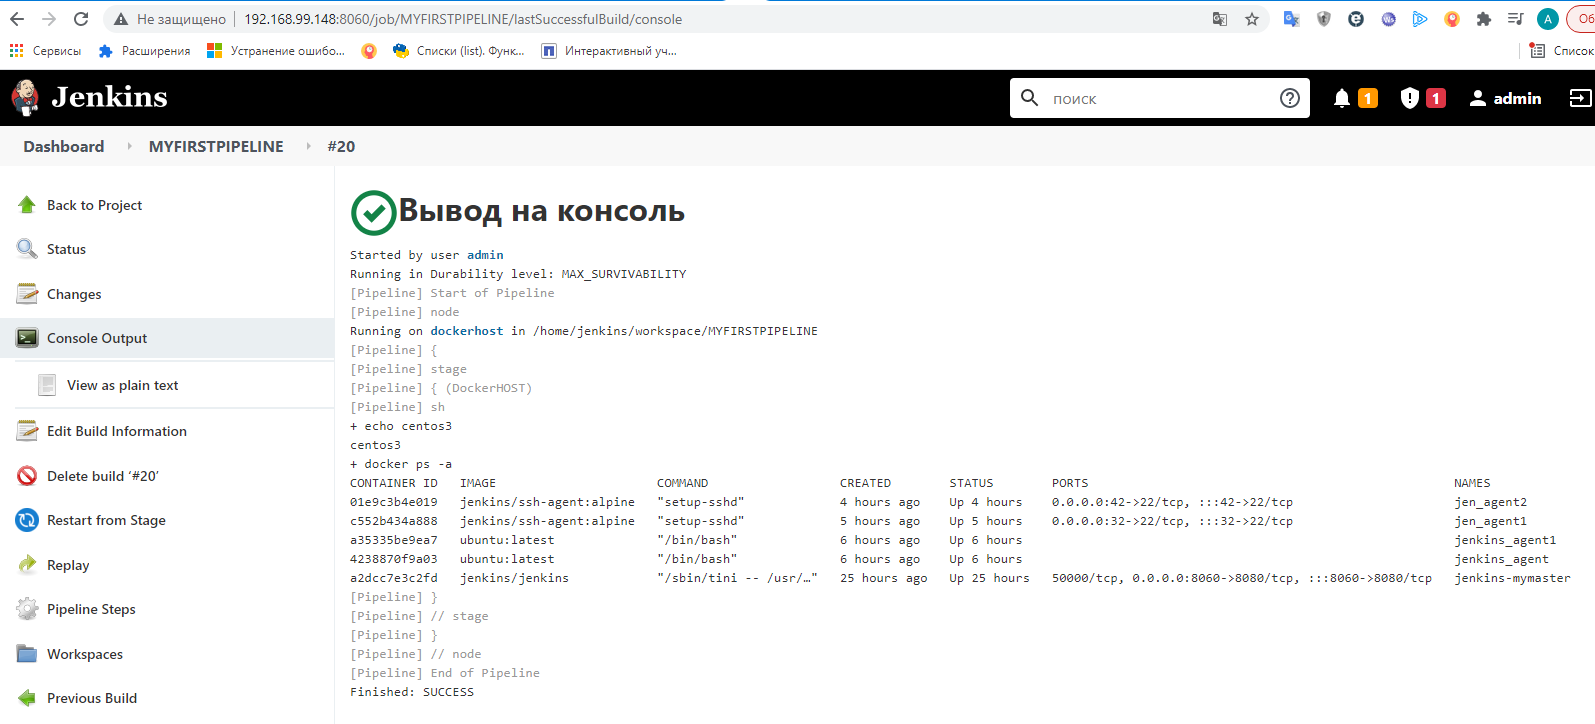 Не защищено 192.168.99.148:8060/job/MYFIRSTPIPELINE/lastSuccessfulBuild/console А Об
Сервисы Расширения Устранение ошибо... Списки (list). Функ... Интерактивный уч... Список
Jenkins поиск 1 1 admin
Dashboard MYFIRSTPIPELINE #20
Back to Project
Status
Changes
Console Output
View as plain text
Edit Build Information
Delete build ‘#20’
Restart from Stage
Replay
Pipeline Steps
Workspaces
Previous Build
Вывод на консоль
Started by user admin
Running in Durability level: MAX_SURVIVABILITY
[Pipeline] Start of Pipeline
[Pipeline] node
Running on dockerhost in /home/jenkins/workspace/MYFIRSTPIPELINE
[Pipeline] {
[Pipeline] stage
[Pipeline] { (DockerHOST)
[Pipeline] sh
+ echo centos3
centos3
+ docker ps -a
CONTAINER ID IMAGE COMMAND CREATED STATUS PORTS NAMES
01e9c3b4e019 jenkins/ssh-agent:alpine "setup-sshd" 4 hours ago Up 4 hours 0.0.0.0:42->22/tcp, :::42->22/tcp jen_agent2
c552b434a888 jenkins/ssh-agent:alpine "setup-sshd" 5 hours ago Up 5 hours 0.0.0.0:32->22/tcp, :::32->22/tcp jen_agent1
a35335be9ea7 ubuntu:latest "/bin/bash" 6 hours ago Up 6 hours jenkins_agent1
4238870f9a03 ubuntu:latest "/bin/bash" 6 hours ago Up 6 hours jenkins_agent
a2dcc7e3c2fd jenkins/jenkins "/sbin/tini -- /usr/…" 25 hours ago Up 25 hours 50000/tcp, 0.0.0.0:8060->8080/tcp, :::8060->8080/tcp jenkins-mymaster
[Pipeline] }
[Pipeline] // stage
[Pipeline] }
[Pipeline] // node
[Pipeline] End of Pipeline
Finished: SUCCESS